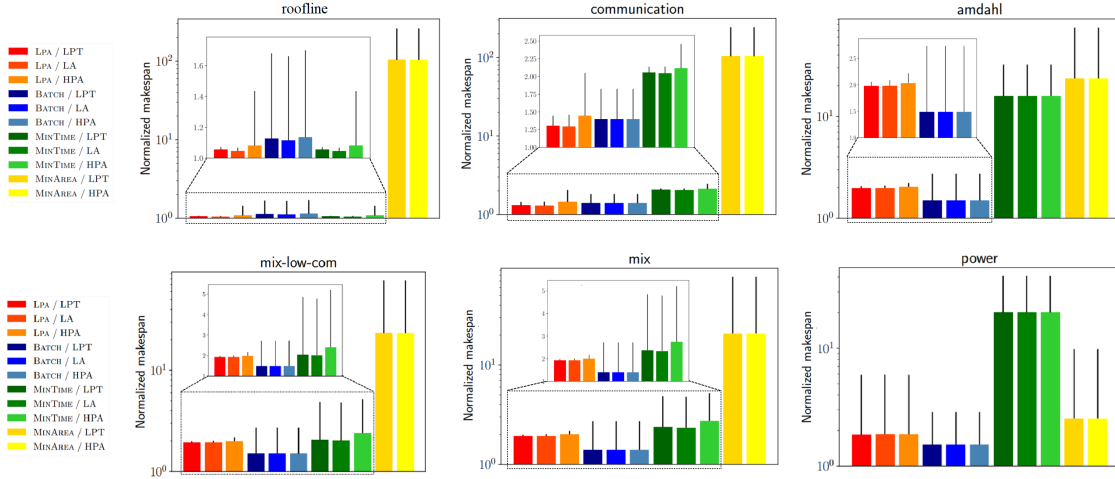 roofline
communication
amdahl
LPA / LPT
LPA / LA
LPA / HPA
BATCH / LPT
BATCH / LA
BATCH / HPA
MINTIME / LPT
MINTIME / LA
MINTIME / HPA
MINAREA / LPT
MINAREA / HPA
Normalized makespan
10²
10¹
10⁰
1.6
1.4
1.2
1.0
Normalized makespan
10²
10¹
10⁰
2.50
2.25
2.00
1.75
1.50
1.25
1.00
Normalized makespan
10¹
10⁰
3.0
2.5
2.0
1.5
1.0
mix-low-com
mix
power
LPA / LPT
LPA / LA
LPA / HPA
BATCH / LPT
BATCH / LA
BATCH / HPA
MINTIME / LPT
MINTIME / LA
MINTIME / HPA
MINAREA / LPT
MINAREA / HPA
Normalized makespan
10¹
10⁰
5
4
3
2
1
Normalized makespan
10¹
10⁰
5
4
3
2
Normalized makespan
10¹
10⁰